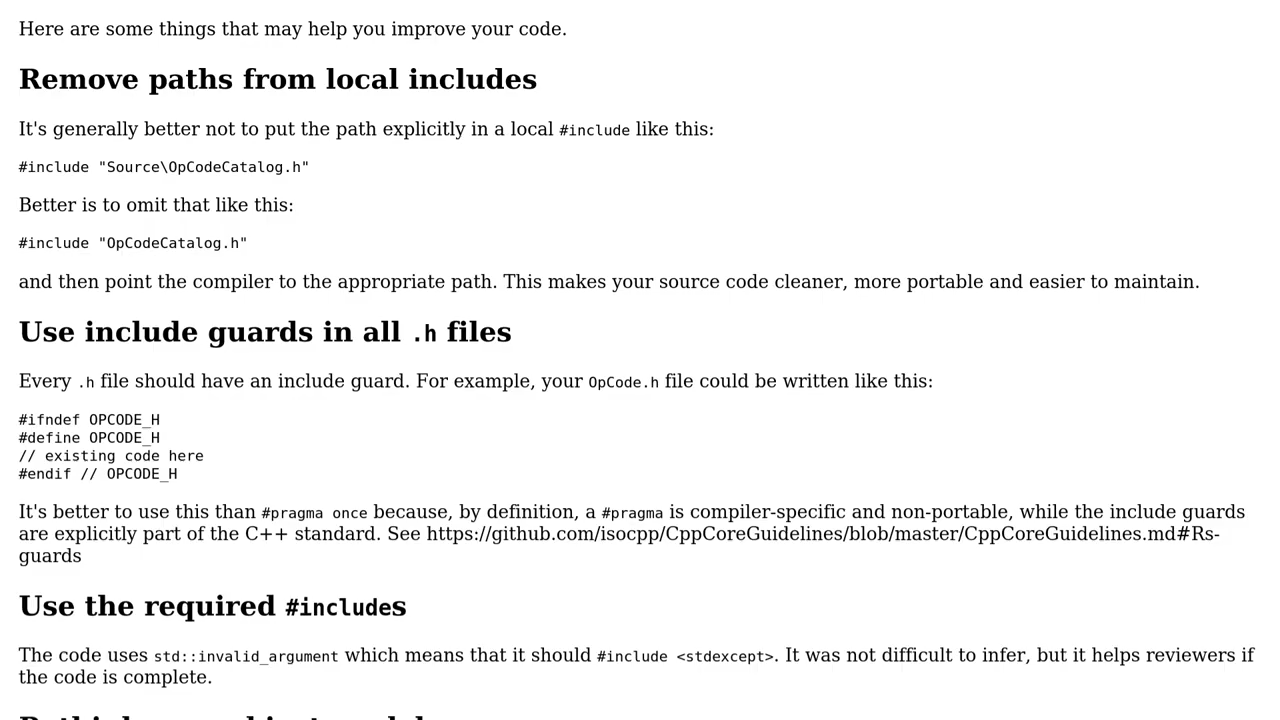 Here are some things that may help you improve your code.
Remove paths from local includes
It's generally better not to put the path explicitly in a local #include like this:
#include "Source\OpCodeCatalog.h"
Better is to omit that like this:
#include "OpCodeCatalog.h"
and then point the compiler to the appropriate path. This makes your source code cleaner, more portable and easier to maintain.
Use include guards in all .h files
Every .h file should have an include guard. For example, your OpCode.h file could be written like this:
#ifndef OPCODE_H
#define OPCODE_H
// existing code here
#endif // OPCODE_H
It's better to use this than #pragma once because, by definition, a #pragma is compiler-specific and non-portable, while the include guards
are explicitly part of the C++ standard. See https://github.com/isocpp/CppCoreGuidelines/blob/master/CppCoreGuidelines.md#Rs-
guards
Use the required #includes
The code uses std::invalid_argument which means that it should #include <stdexcept>. It was not difficult to infer, but it helps reviewers if
the code is complete.